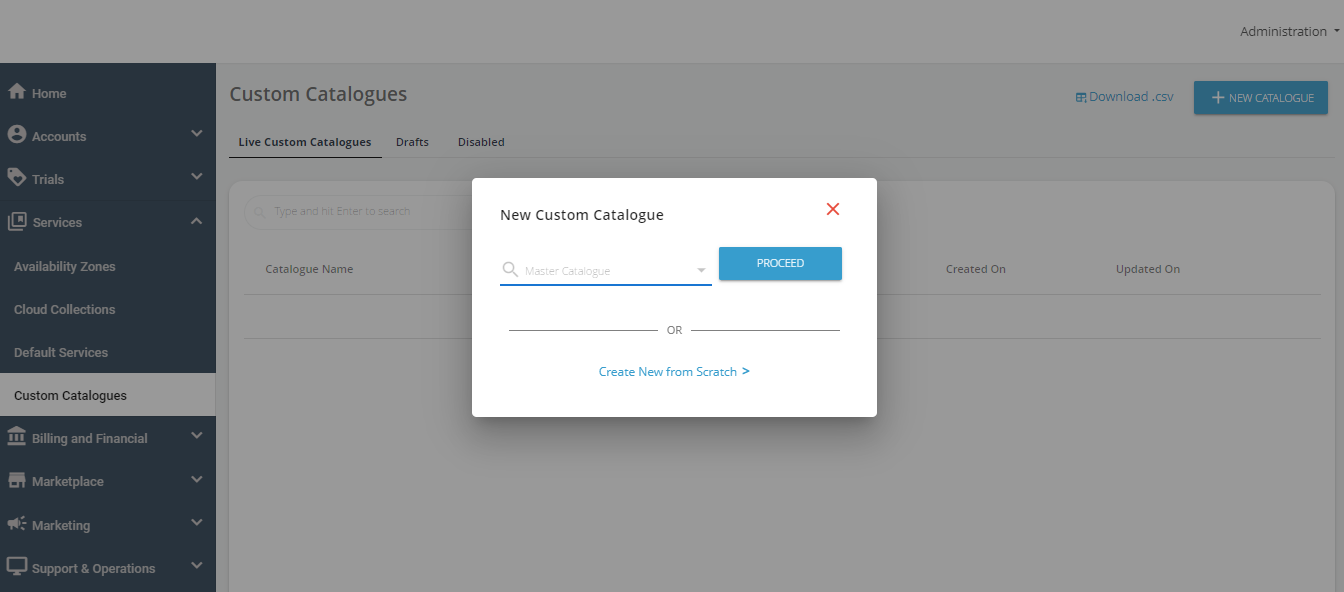 Administration
Home
Accounts
Trials
Services
Availability Zones
Cloud Collections
Default Services
Custom Catalogues
Billing and Financial
Marketplace
Marketing
Support & Operations
Custom Catalogues
Download .csv
NEW CATALOGUE
Live Custom Catalogues Drafts Disabled
Type and hit Enter to search
Catalogue Name Created On Updated On
New Custom Catalogue
Master Catalogue
PROCEED
OR
Create New from Scratch >